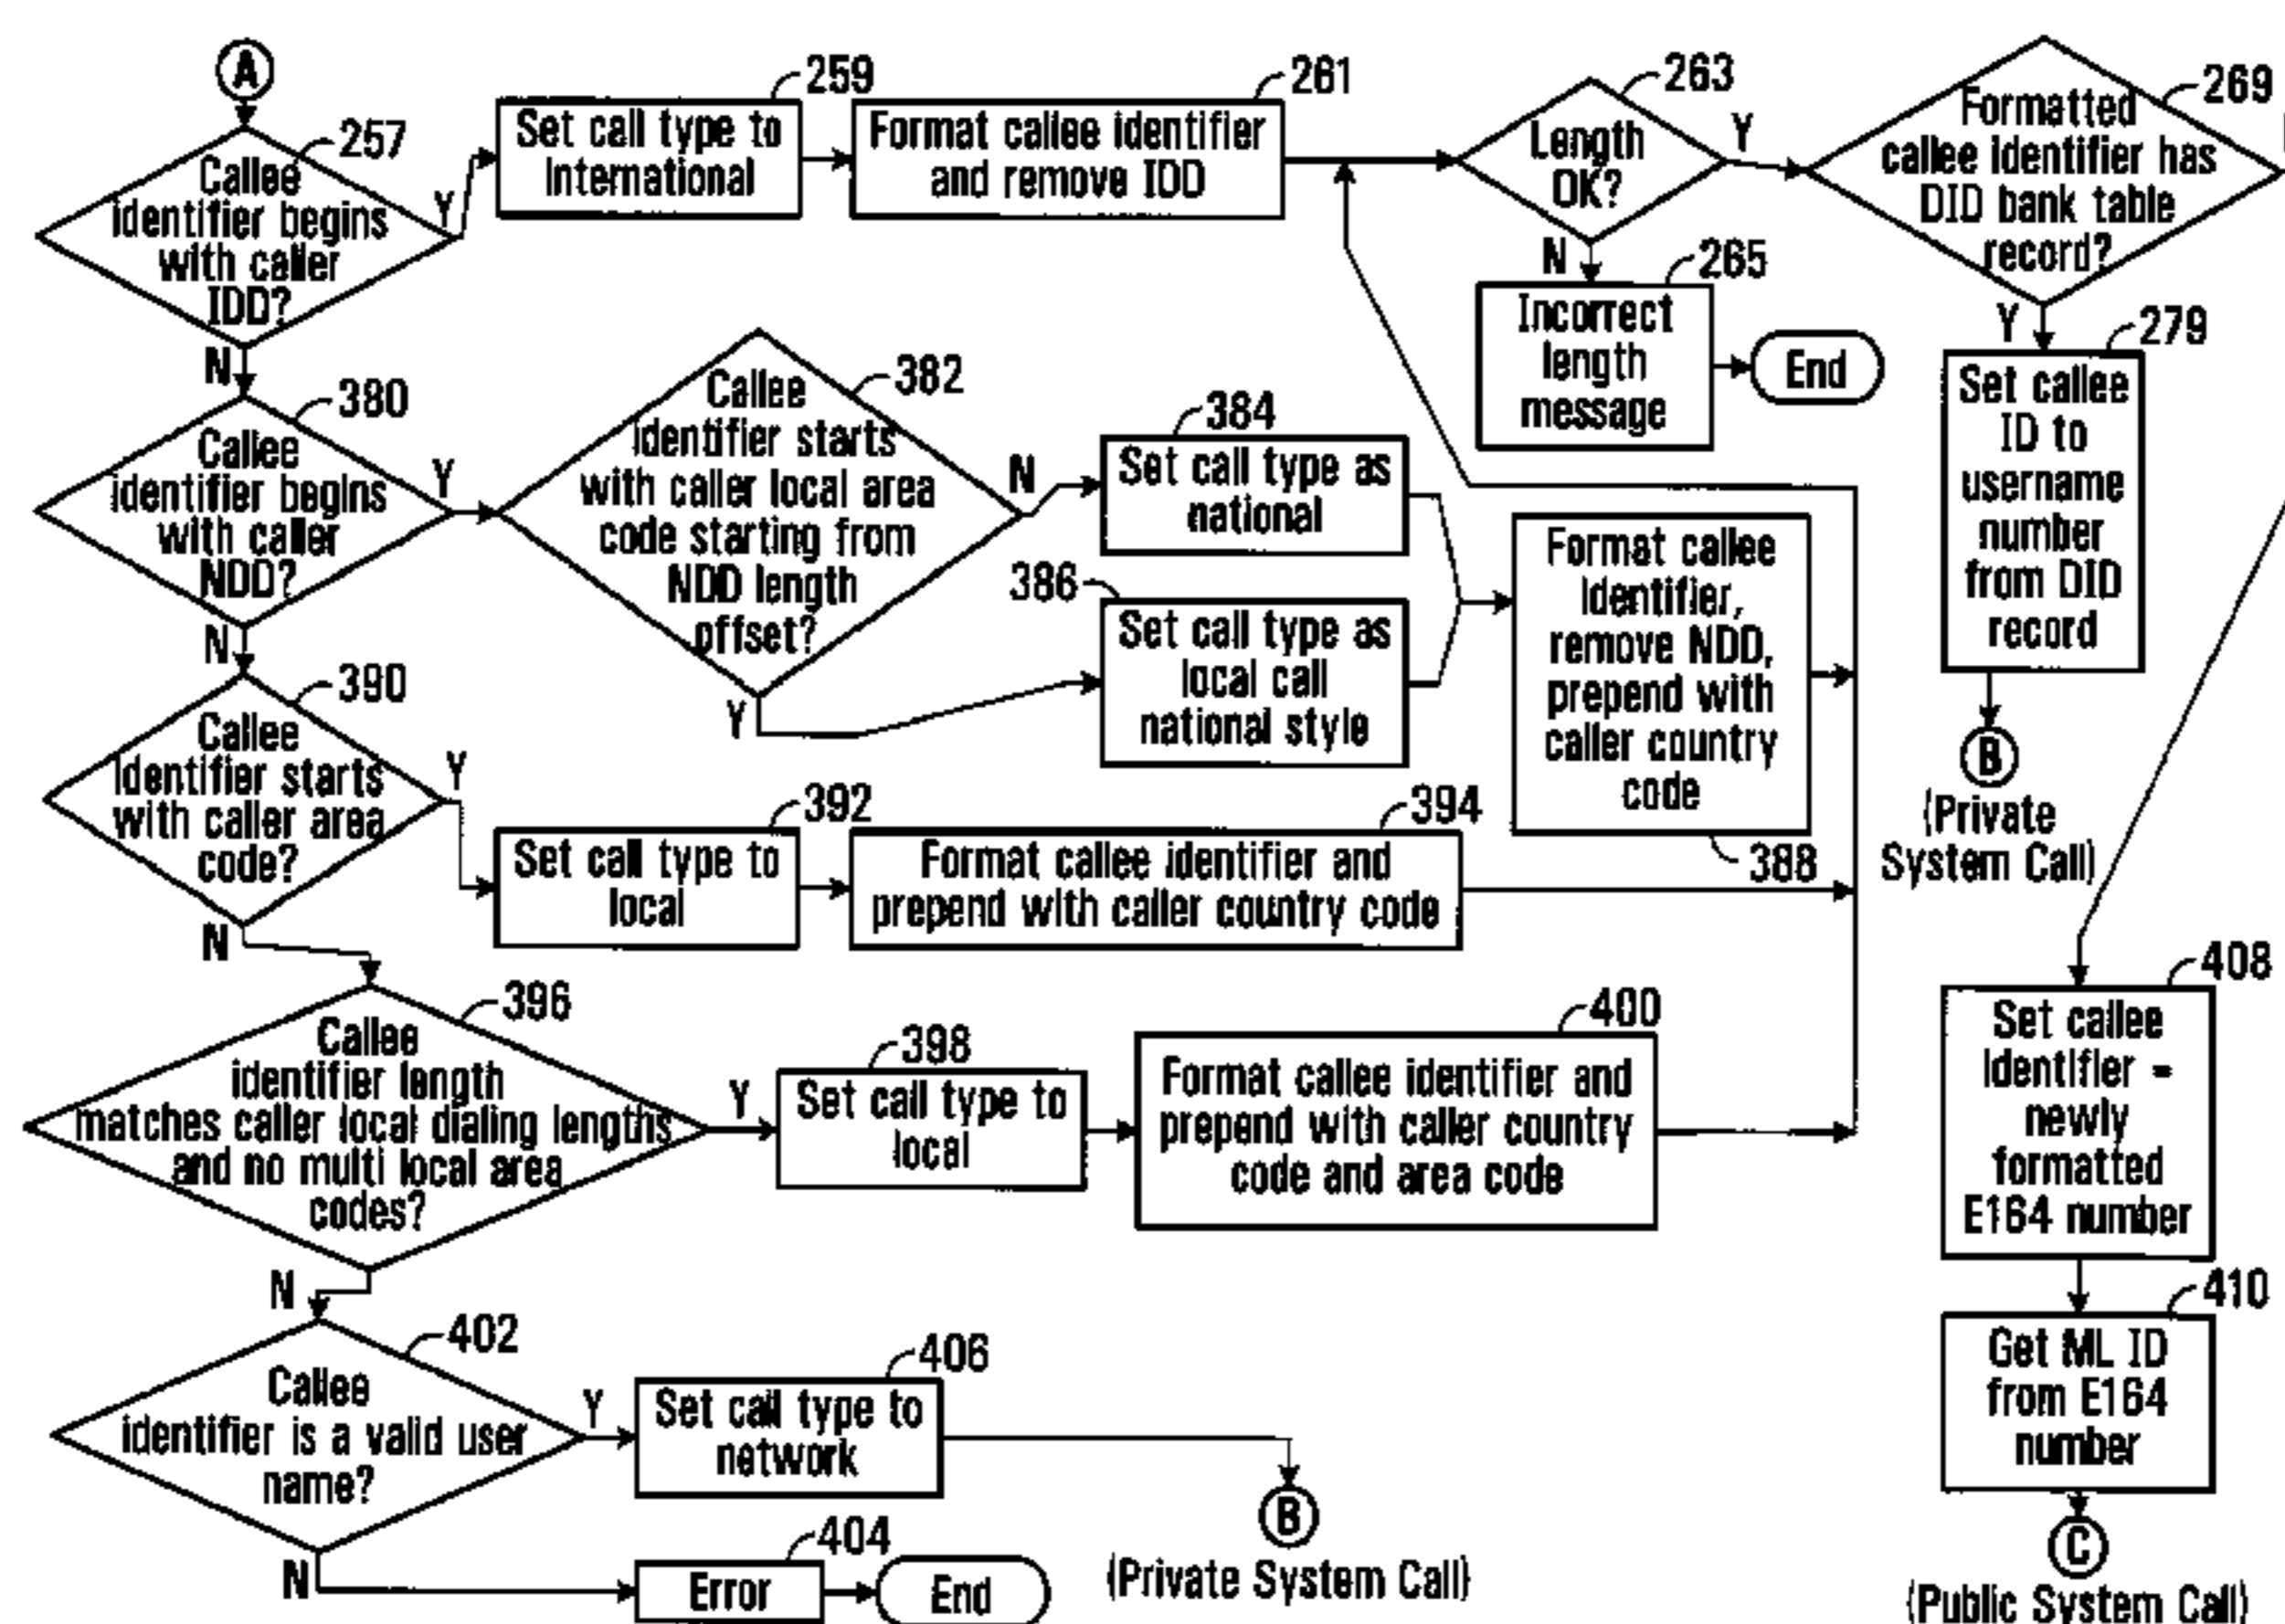 A
257
Callee
identifier begins
with caller
IDD?
Y
N
259
Set call type to
international
261
Format callee identifier
and remove IDD
263
Length
OK?
Y
N
265
Incorrect
length
message
End
269
Formatted
callee identifier has
DID bank table
record?
Y
279
Set callee
ID to
username
number
from DID
record
B
(Private
System Call)
380
Callee
identifier begins
with caller
NDD?
Y
N
382
Callee
identifier starts
with caller local area
code starting from
NDD length
offset?
N
Y
384
Set call type as
national
386
Set call type as
local call
national style
Format callee
identifier,
remove NDD,
prepend with
caller country
code
388
390
Callee
identifier starts
with caller area
code?
Y
N
392
Set call type to
local
394
Format callee identifier and
prepend with caller country code
396
Callee
identifier length
matches caller local dialing lengths
and no multi local area
codes?
Y
N
398
Set call type to
local
400
Format callee identifier and
prepend with caller country
code and area code
402
Callee
identifier is a valid user
name?
Y
N
406
Set call type to
network
B
(Private System Call)
404
Error
End
408
Set callee
identifier =
newly
formatted
E164 number
410
Get ML ID
from E164
number
C
(Public System Call)